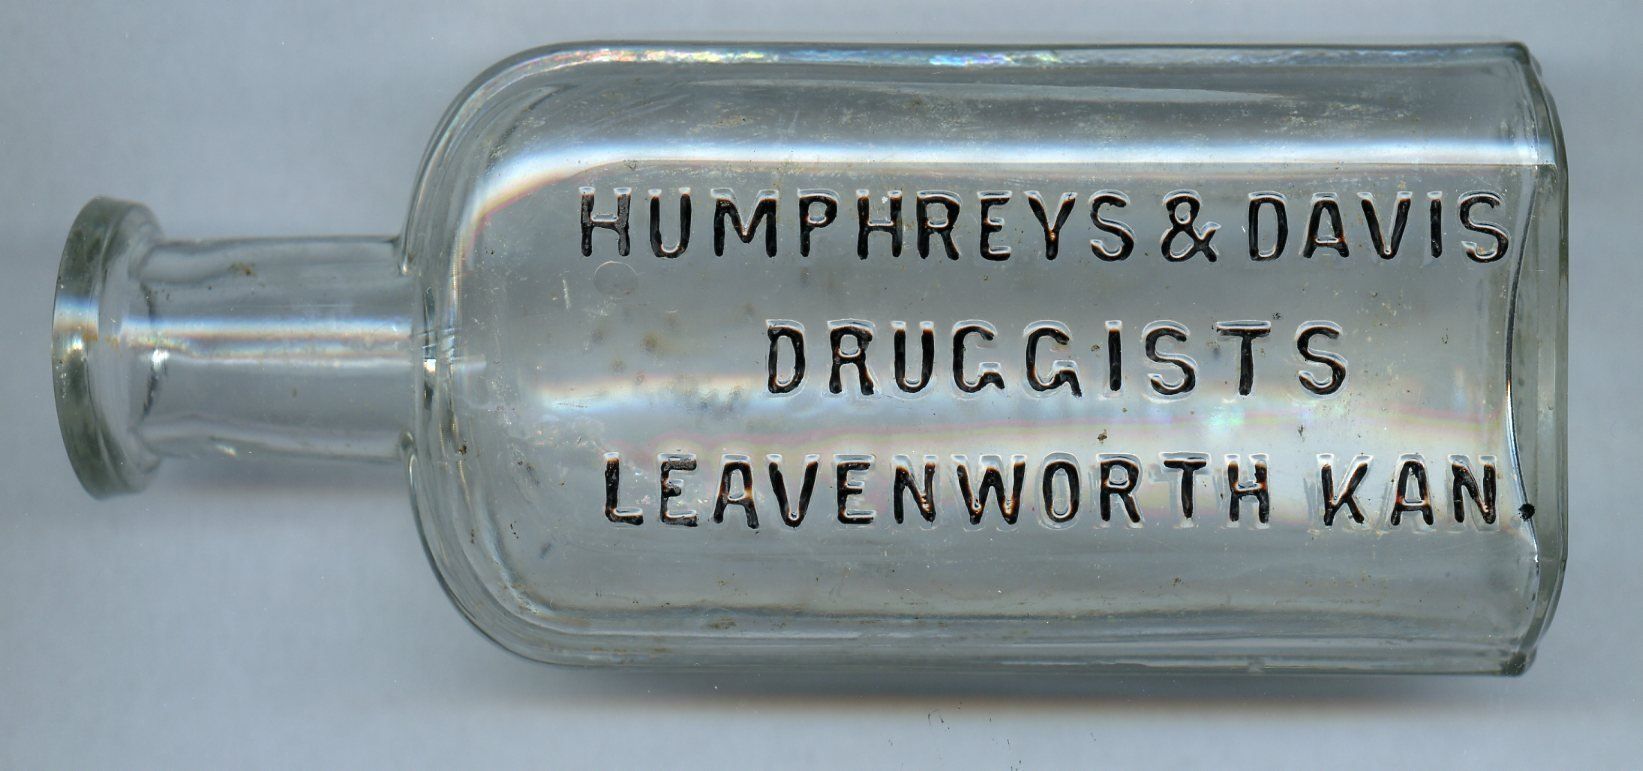 HUMPHREYS & DAVIS
DRUGGISTS
LEAVENWORTH KAN